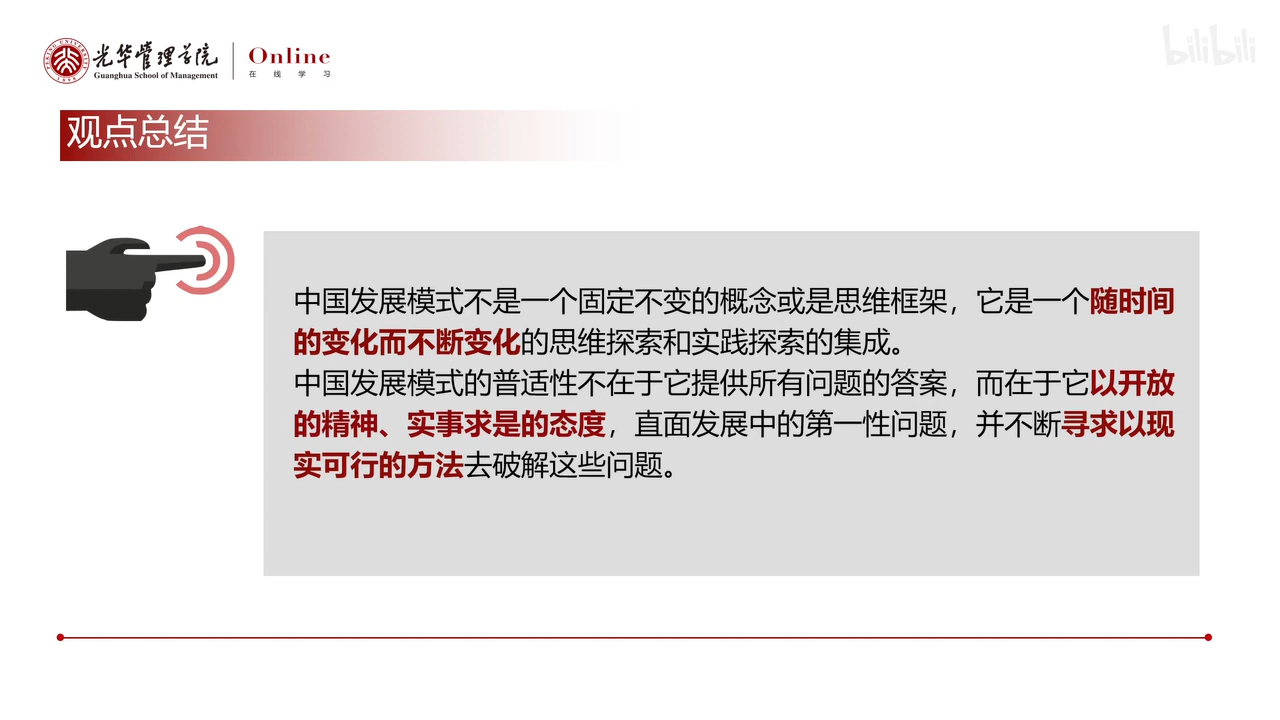 光华管理学院
Guanghua School of Management
PEKING UNIVERSITY
1898
Online
在线学习
bilibili
观点总结
中国发展模式不是一个固定不变的概念或是思维框架，它是一个随时间
的变化而不断变化的思维探索和实践探索的集成。
中国发展模式的普适性不在于它提供所有问题的答案，而在于它以开放
的精神、实事求是的态度，直面发展中的第一性问题，并不断寻求以现
实可行的方法去破解这些问题。